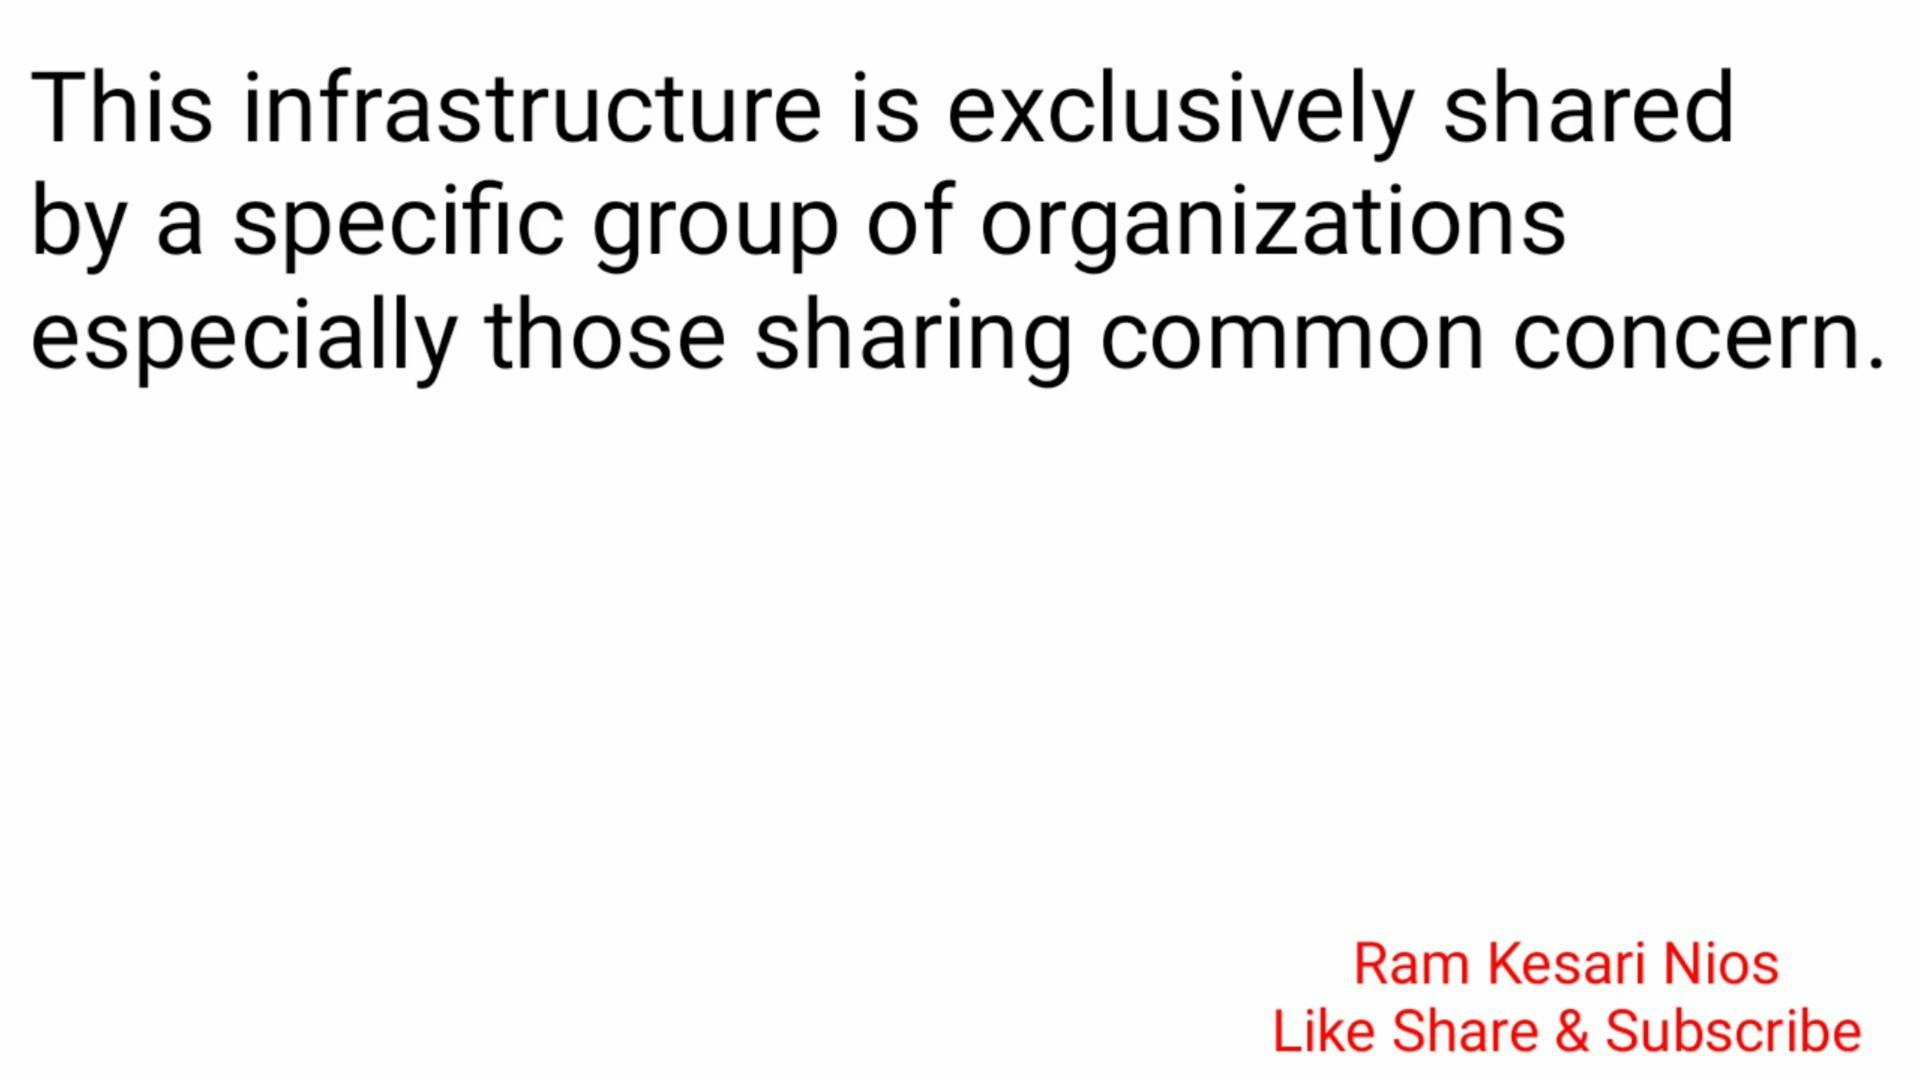 This infrastructure is exclusively shared
by a specific group of organizations
especially those sharing common concern.
Ram Kesari Nios
Like Share & Subscribe